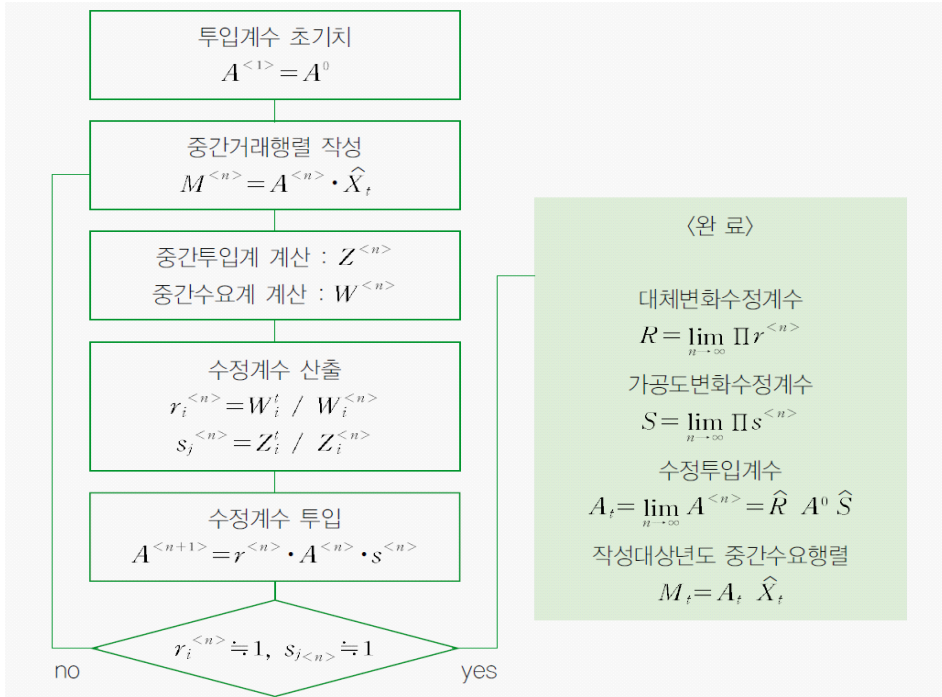 투입계수 초기치
A^{<1>} = A^0
중간거래행렬 작성
M^{<n>} = A^{<n>} · X̂_t
중간투입계 계산 : Z^{<n>}
중간수요계 계산 : W^{<n>}
수정계수 산출
r_i^{<n>} = W_i^t / W_i^{<n>}
s_j^{<n>} = Z_i^t / Z_i^{<n>}
수정계수 투입
A^{<n+1>} = r^{<n>} · A^{<n>} · s^{<n>}
r_i^{<n>} ≒ 1, s_{j<n>} ≒ 1
no
yes
〈완 료〉
대체변화수정계수
R = lim_{n→∞} Π r^{<n>}
가공도변화수정계수
S = lim_{n→∞} Π s^{<n>}
수정투입계수
A_t = lim_{n→∞} A^{<n>} = R̂ A^0 Ŝ
작성대상년도 중간수요행렬
M_t = A_t X̂_t